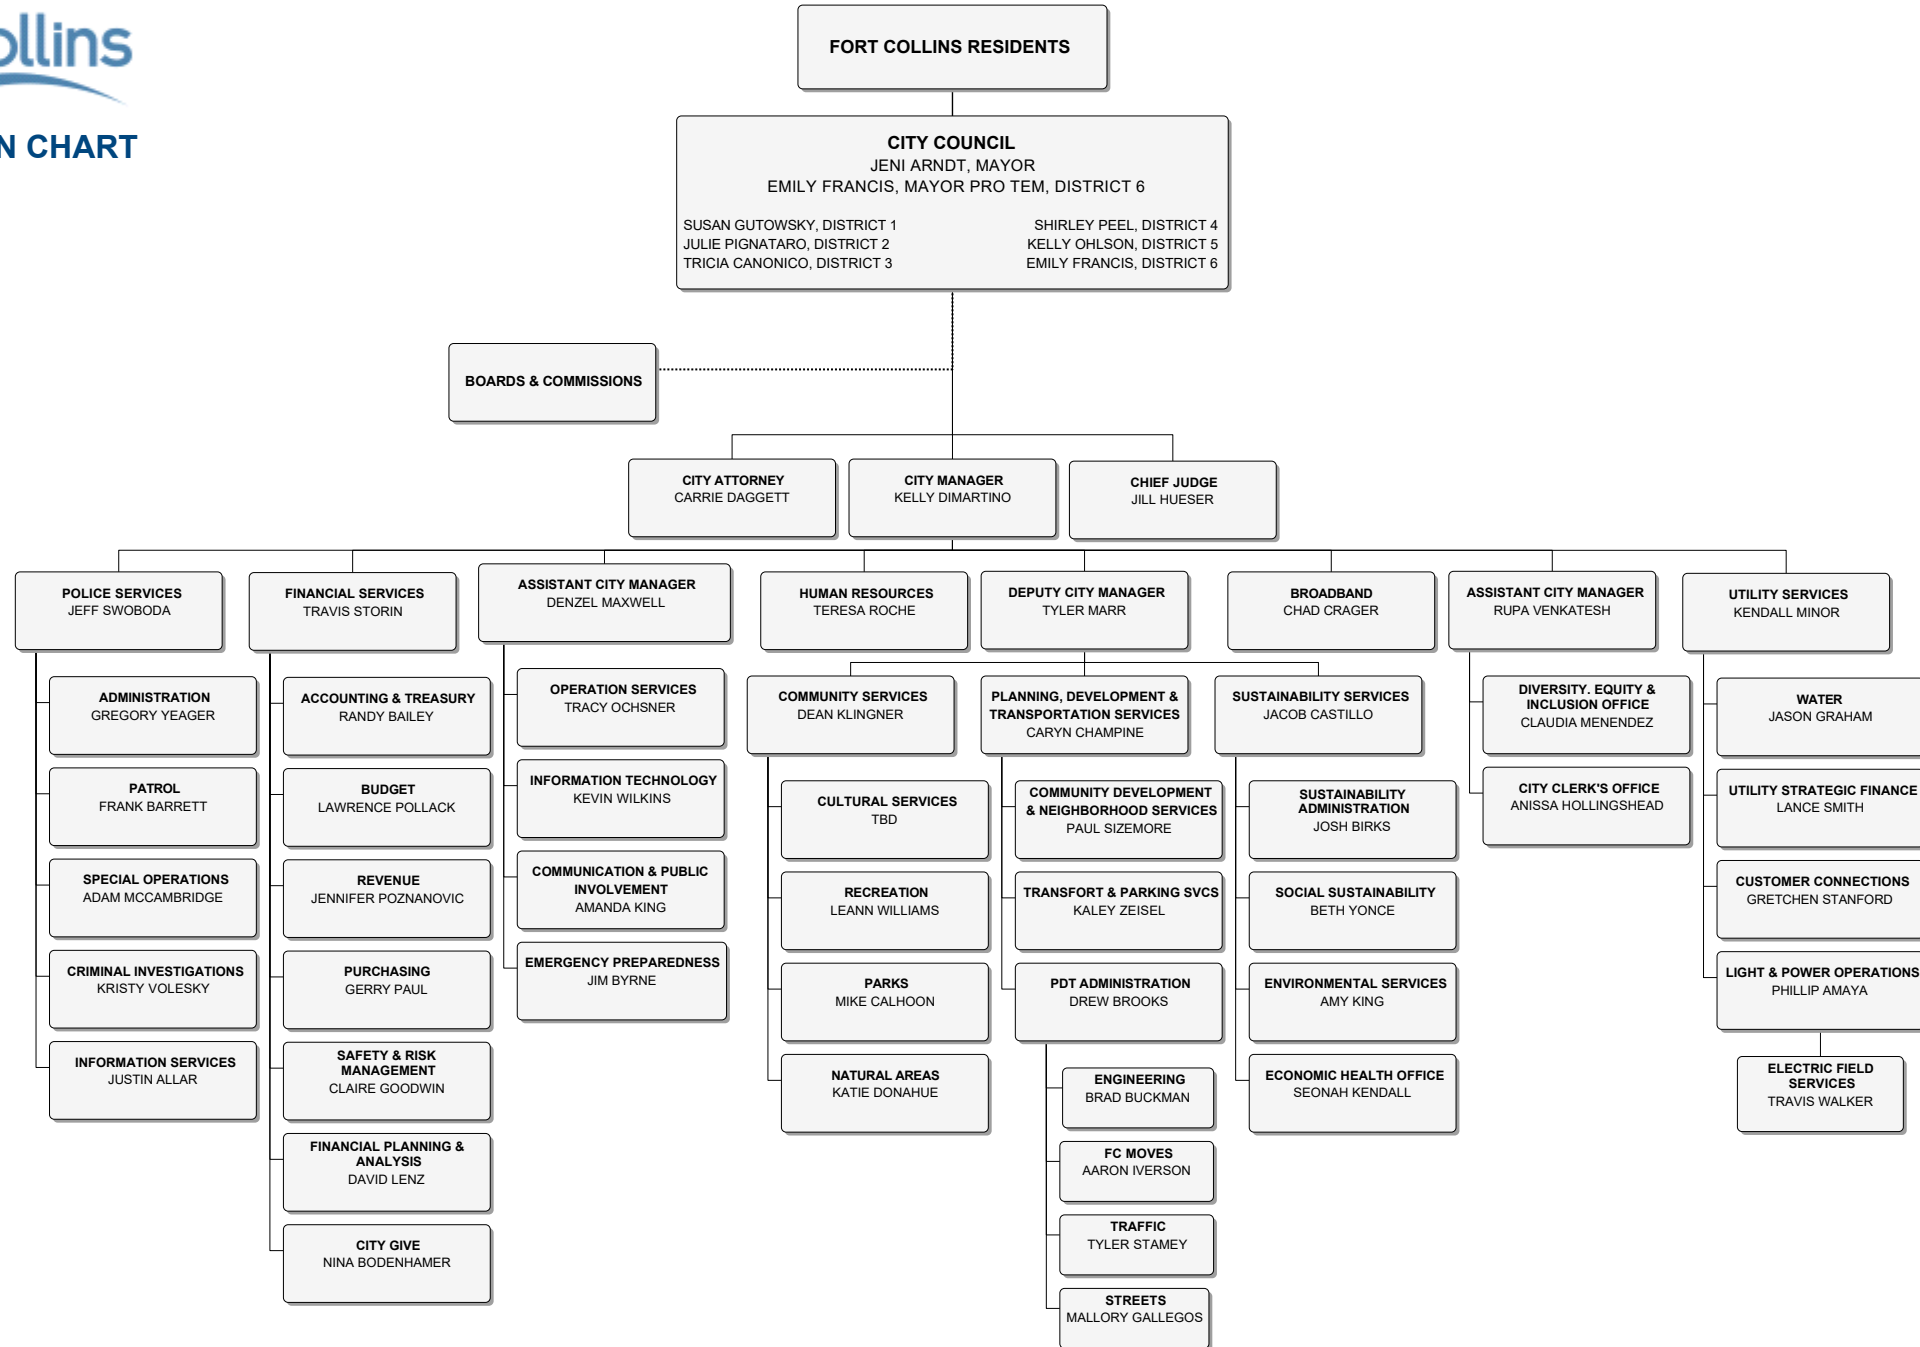 ollins
N CHART
FORT COLLINS RESIDENTS
CITY COUNCIL
JENI ARNDT, MAYOR
EMILY FRANCIS, MAYOR PRO TEM, DISTRICT 6
SUSAN GUTOWSKY, DISTRICT 1
JULIE PIGNATARO, DISTRICT 2
TRICIA CANONICO, DISTRICT 3
SHIRLEY PEEL, DISTRICT 4
KELLY OHLSON, DISTRICT 5
EMILY FRANCIS, DISTRICT 6
BOARDS & COMMISSIONS
CITY ATTORNEY
CARRIE DAGGETT
CITY MANAGER
KELLY DIMARTINO
CHIEF JUDGE
JILL HUESER
POLICE SERVICES
JEFF SWOBODA
FINANCIAL SERVICES
TRAVIS STORIN
ASSISTANT CITY MANAGER
DENZEL MAXWELL
HUMAN RESOURCES
TERESA ROCHE
DEPUTY CITY MANAGER
TYLER MARR
BROADBAND
CHAD CRAGER
ASSISTANT CITY MANAGER
RUPA VENKATESH
UTILITY SERVICES
KENDALL MINOR
ADMINISTRATION
GREGORY YEAGER
PATROL
FRANK BARRETT
SPECIAL OPERATIONS
ADAM MCCAMBRIDGE
CRIMINAL INVESTIGATIONS
KRISTY VOLESKY
INFORMATION SERVICES
JUSTIN ALLAR
ACCOUNTING & TREASURY
RANDY BAILEY
BUDGET
LAWRENCE POLLACK
REVENUE
JENNIFER POZNANOVIC
PURCHASING
GERRY PAUL
SAFETY & RISK
MANAGEMENT
CLAIRE GOODWIN
FINANCIAL PLANNING &
ANALYSIS
DAVID LENZ
CITY GIVE
NINA BODENHAMER
OPERATION SERVICES
TRACY OCHSNER
INFORMATION TECHNOLOGY
KEVIN WILKINS
COMMUNICATION & PUBLIC
INVOLVEMENT
AMANDA KING
EMERGENCY PREPAREDNESS
JIM BYRNE
COMMUNITY SERVICES
DEAN KLINGNER
CULTURAL SERVICES
TBD
RECREATION
LEANN WILLIAMS
PARKS
MIKE CALHOON
NATURAL AREAS
KATIE DONAHUE
PLANNING, DEVELOPMENT &
TRANSPORTATION SERVICES
CARYN CHAMPINE
COMMUNITY DEVELOPMENT
& NEIGHBORHOOD SERVICES
PAUL SIZEMORE
TRANSFORT & PARKING SVCS
KALEY ZEISEL
PDT ADMINISTRATION
DREW BROOKS
ENGINEERING
BRAD BUCKMAN
FC MOVES
AARON IVERSON
TRAFFIC
TYLER STAMEY
STREETS
MALLORY GALLEGOS
SUSTAINABILITY SERVICES
JACOB CASTILLO
SUSTAINABILITY
ADMINISTRATION
JOSH BIRKS
SOCIAL SUSTAINABILITY
BETH YONCE
ENVIRONMENTAL SERVICES
AMY KING
ECONOMIC HEALTH OFFICE
SEONAH KENDALL
DIVERSITY. EQUITY &
INCLUSION OFFICE
CLAUDIA MENENDEZ
CITY CLERK'S OFFICE
ANISSA HOLLINGSHEAD
WATER
JASON GRAHAM
UTILITY STRATEGIC FINANCE
LANCE SMITH
CUSTOMER CONNECTIONS
GRETCHEN STANFORD
LIGHT & POWER OPERATIONS
PHILLIP AMAYA
ELECTRIC FIELD
SERVICES
TRAVIS WALKER